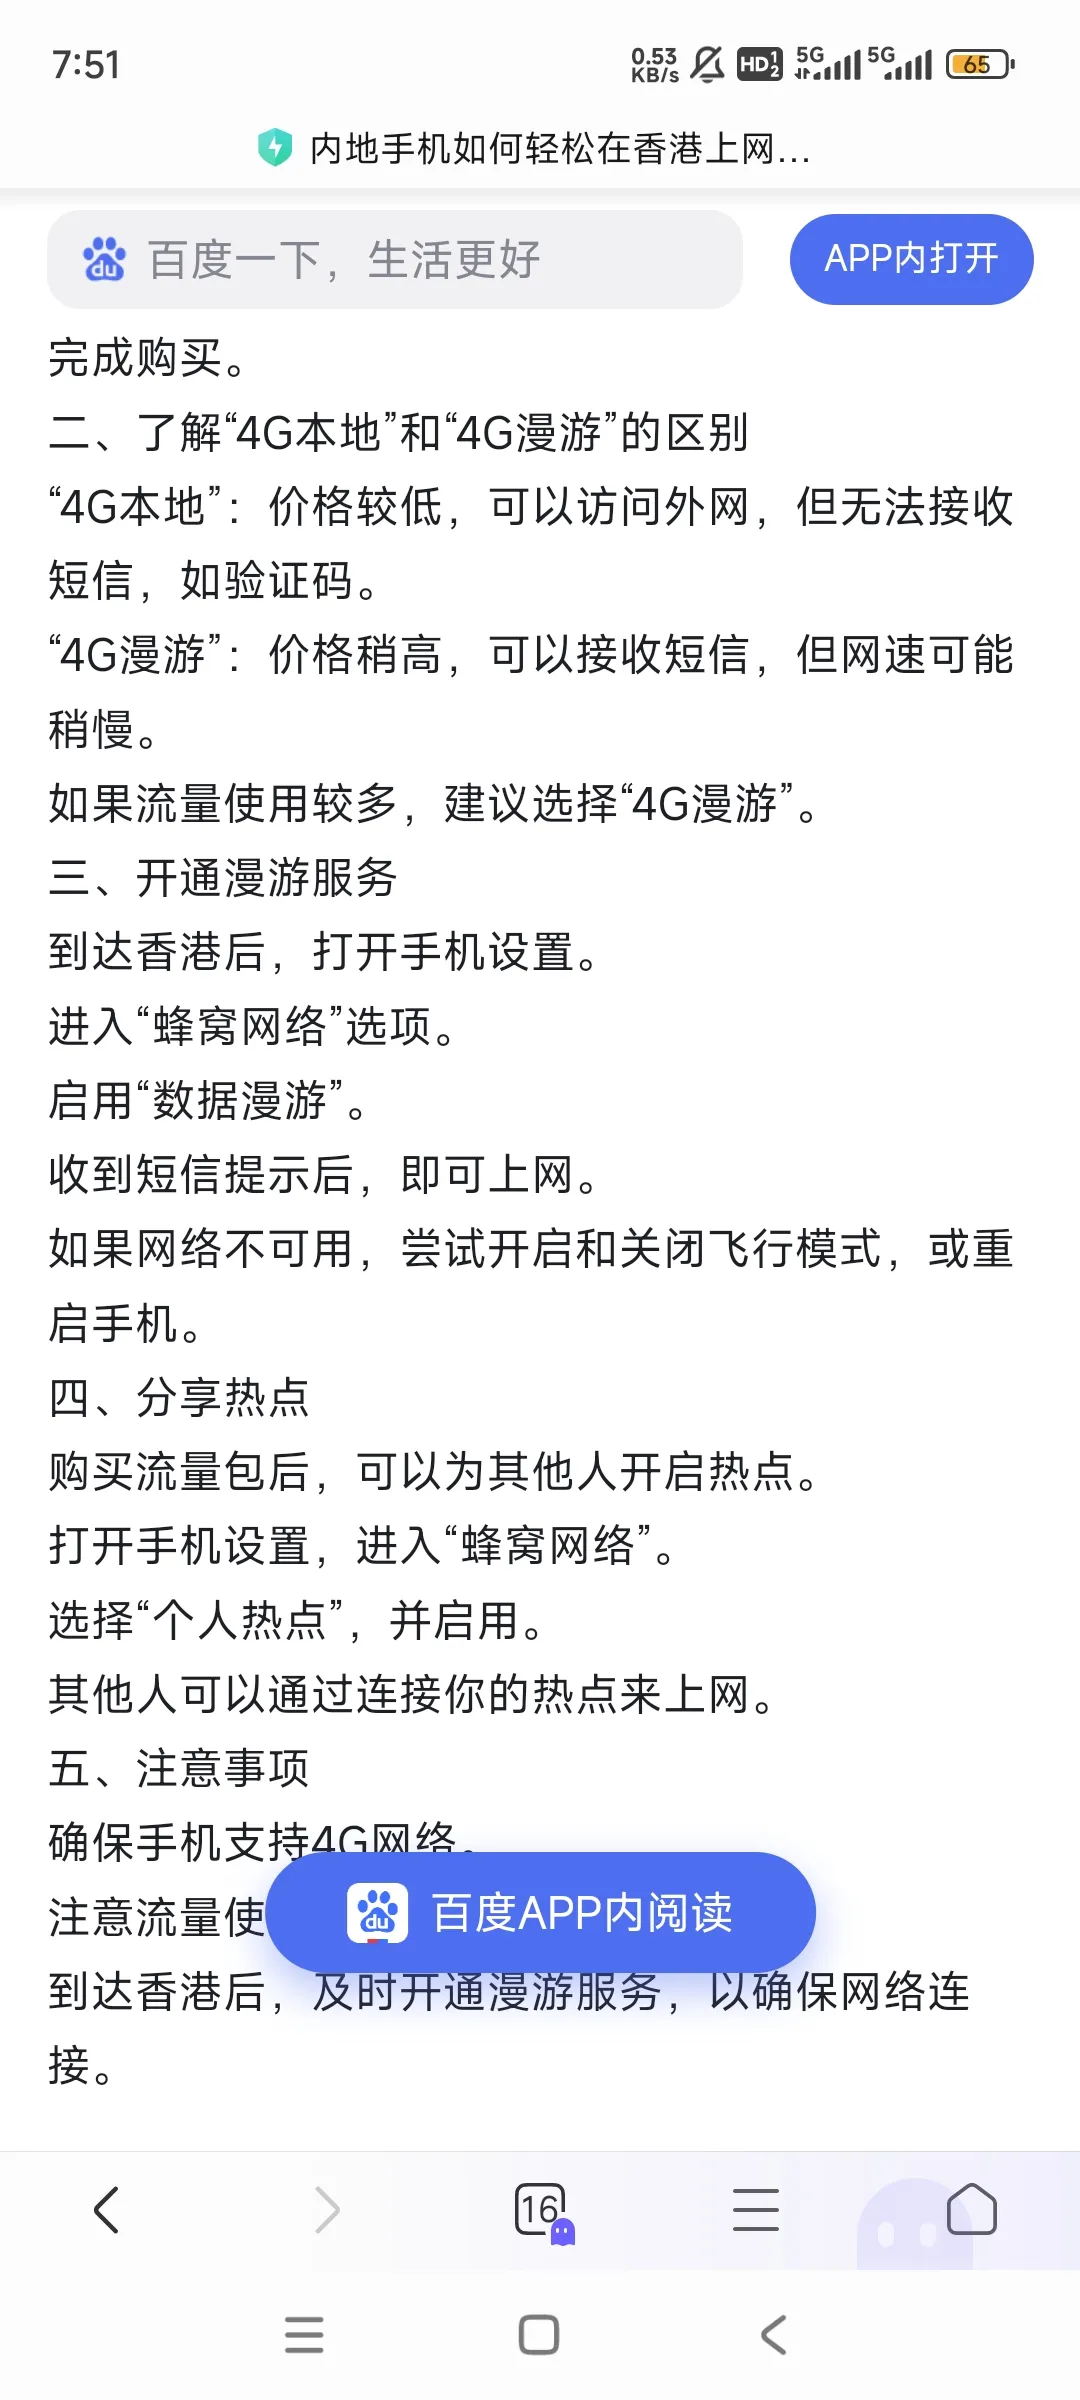 7:51
0.53 KB/s HD 1 2 5G 5G 65
内地手机如何轻松在香港上网...
du 百度一下，生活更好 APP内打开
完成购买。
二、了解“4G本地”和“4G漫游”的区别
“4G本地”：价格较低，可以访问外网，但无法接收
短信，如验证码。
“4G漫游”：价格稍高，可以接收短信，但网速可能
稍慢。
如果流量使用较多，建议选择“4G漫游”。
三、开通漫游服务
到达香港后，打开手机设置。
进入“蜂窝网络”选项。
启用“数据漫游”。
收到短信提示后，即可上网。
如果网络不可用，尝试开启和关闭飞行模式，或重
启手机。
四、分享热点
购买流量包后，可以为其他人开启热点。
打开手机设置，进入“蜂窝网络”。
选择“个人热点”，并启用。
其他人可以通过连接你的热点来上网。
五、注意事项
确保手机支持4G网络。
注意流量使
du 百度APP内阅读
到达香港后，及时开通漫游服务，以确保网络连
接。
16